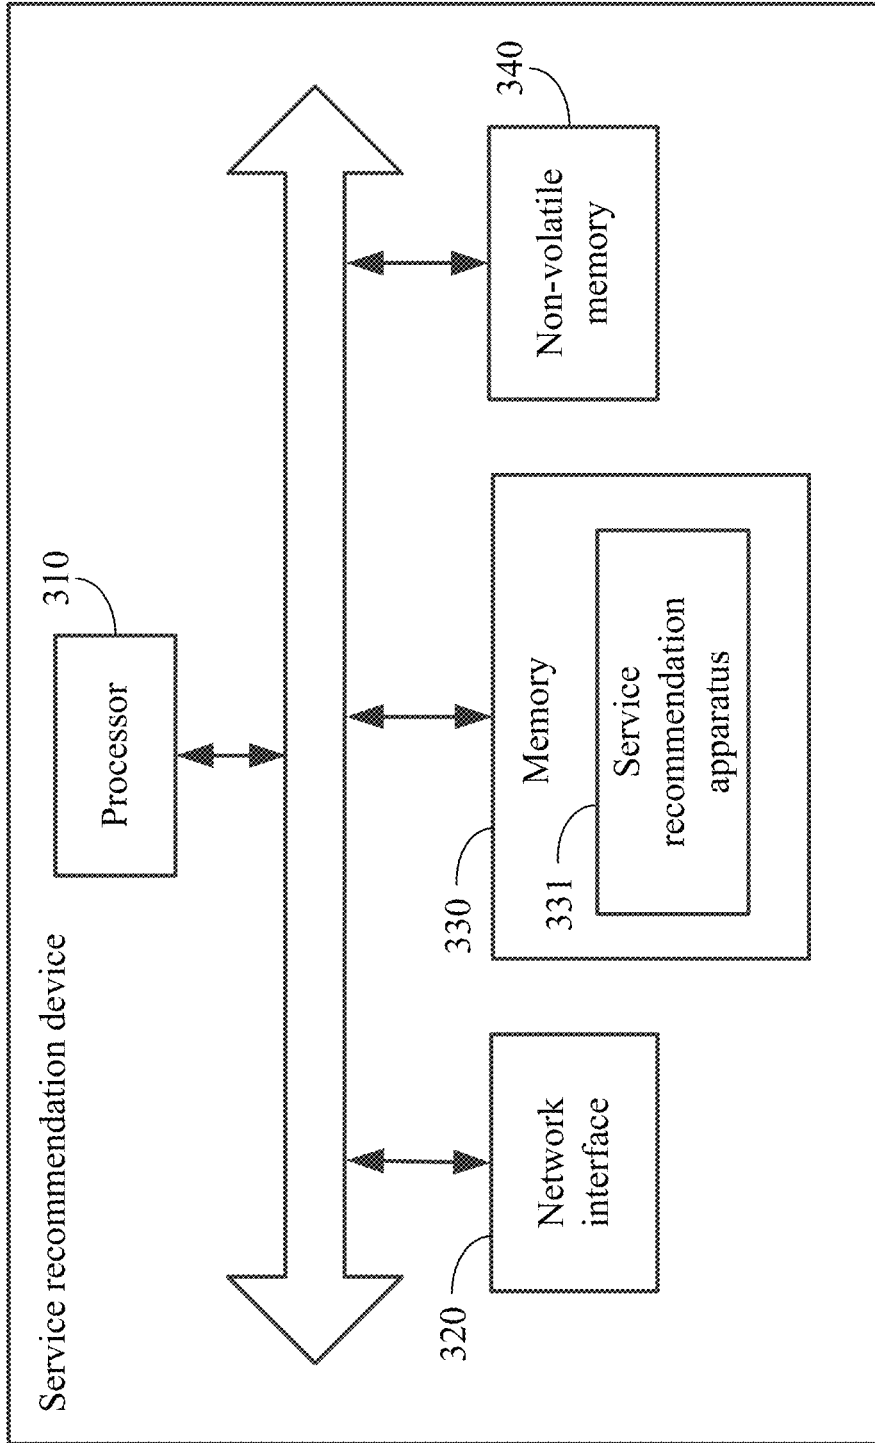 Service recommendation device
Processor
310
Network
interface
320
Memory
330
Service
recommendation
apparatus
331
Non-volatile
memory
340